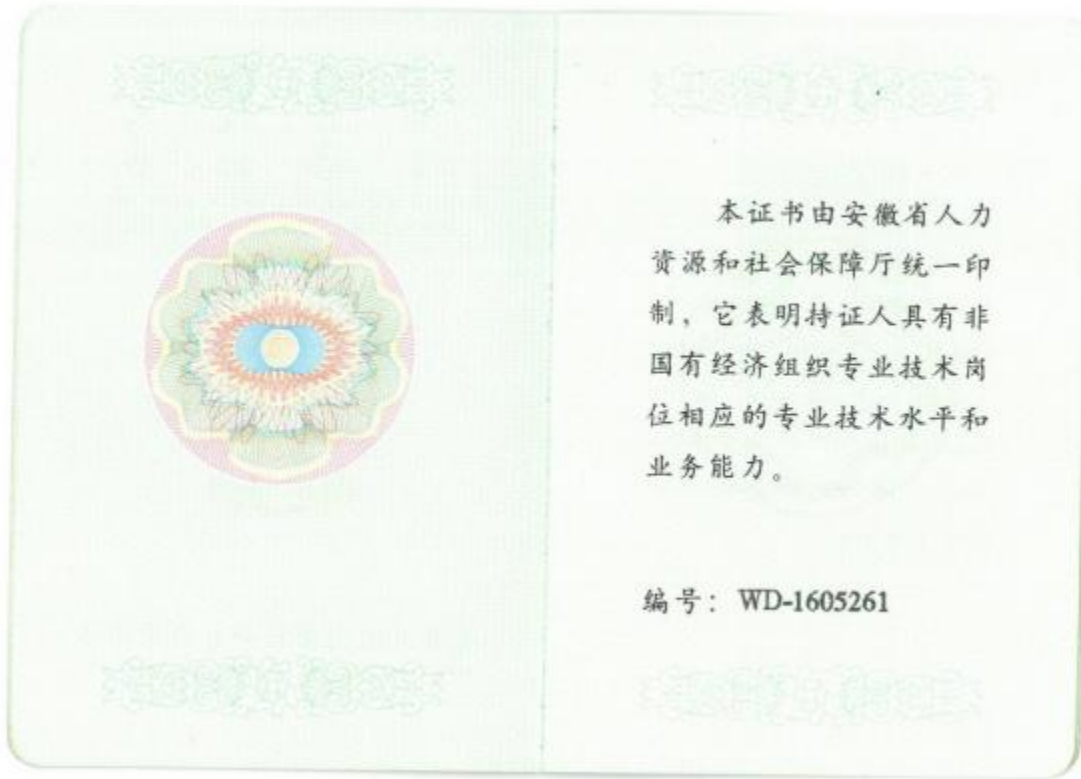 本证书由安徽省人力
资源和社会保障厅统一印
制，它表明持证人具有非
国有经济组织专业技术岗
位相应的专业技术水平和
业务能力。
编号：WD-1605261